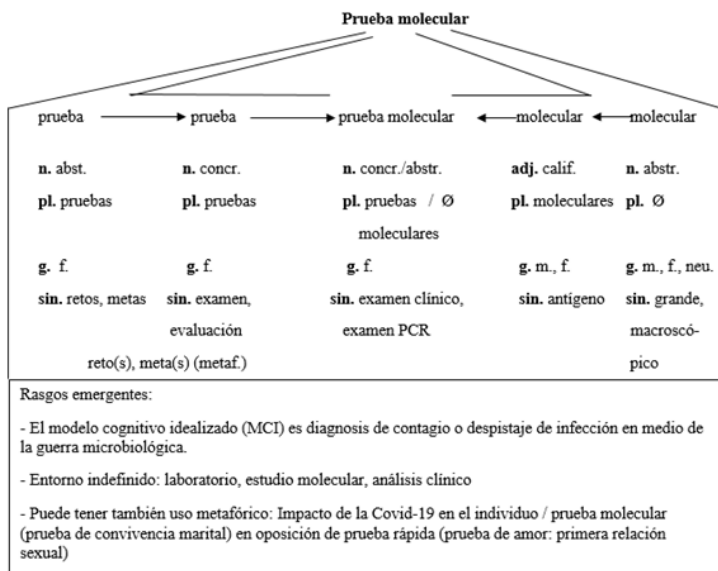 Prueba molecular
prueba prueba prueba molecular molecular molecular
n. abst. n. concr. n. concr./abstr. adj. calif. n. abstr.
pl. pruebas pl. pruebas pl. pruebas / Ø pl. moleculares pl. Ø
moleculares
g. f. g. f. g. f. g. m., f. g. m., f., neu.
sin. retos, metas sin. examen, sin. examen clínico, sin. antígeno sin. grande,
evaluación examen PCR macroscó-
reto(s), meta(s) (metaf.) pico
Rasgos emergentes:
- El modelo cognitivo idealizado (MCI) es diagnosis de contagio o despistaje de infección en medio de
la guerra microbiológica.
- Entorno indefinido: laboratorio, estudio molecular, análisis clínico
- Puede tener también uso metafórico: Impacto de la Covid-19 en el individuo / prueba molecular
(prueba de convivencia marital) en oposición de prueba rápida (prueba de amor: primera relación
sexual)